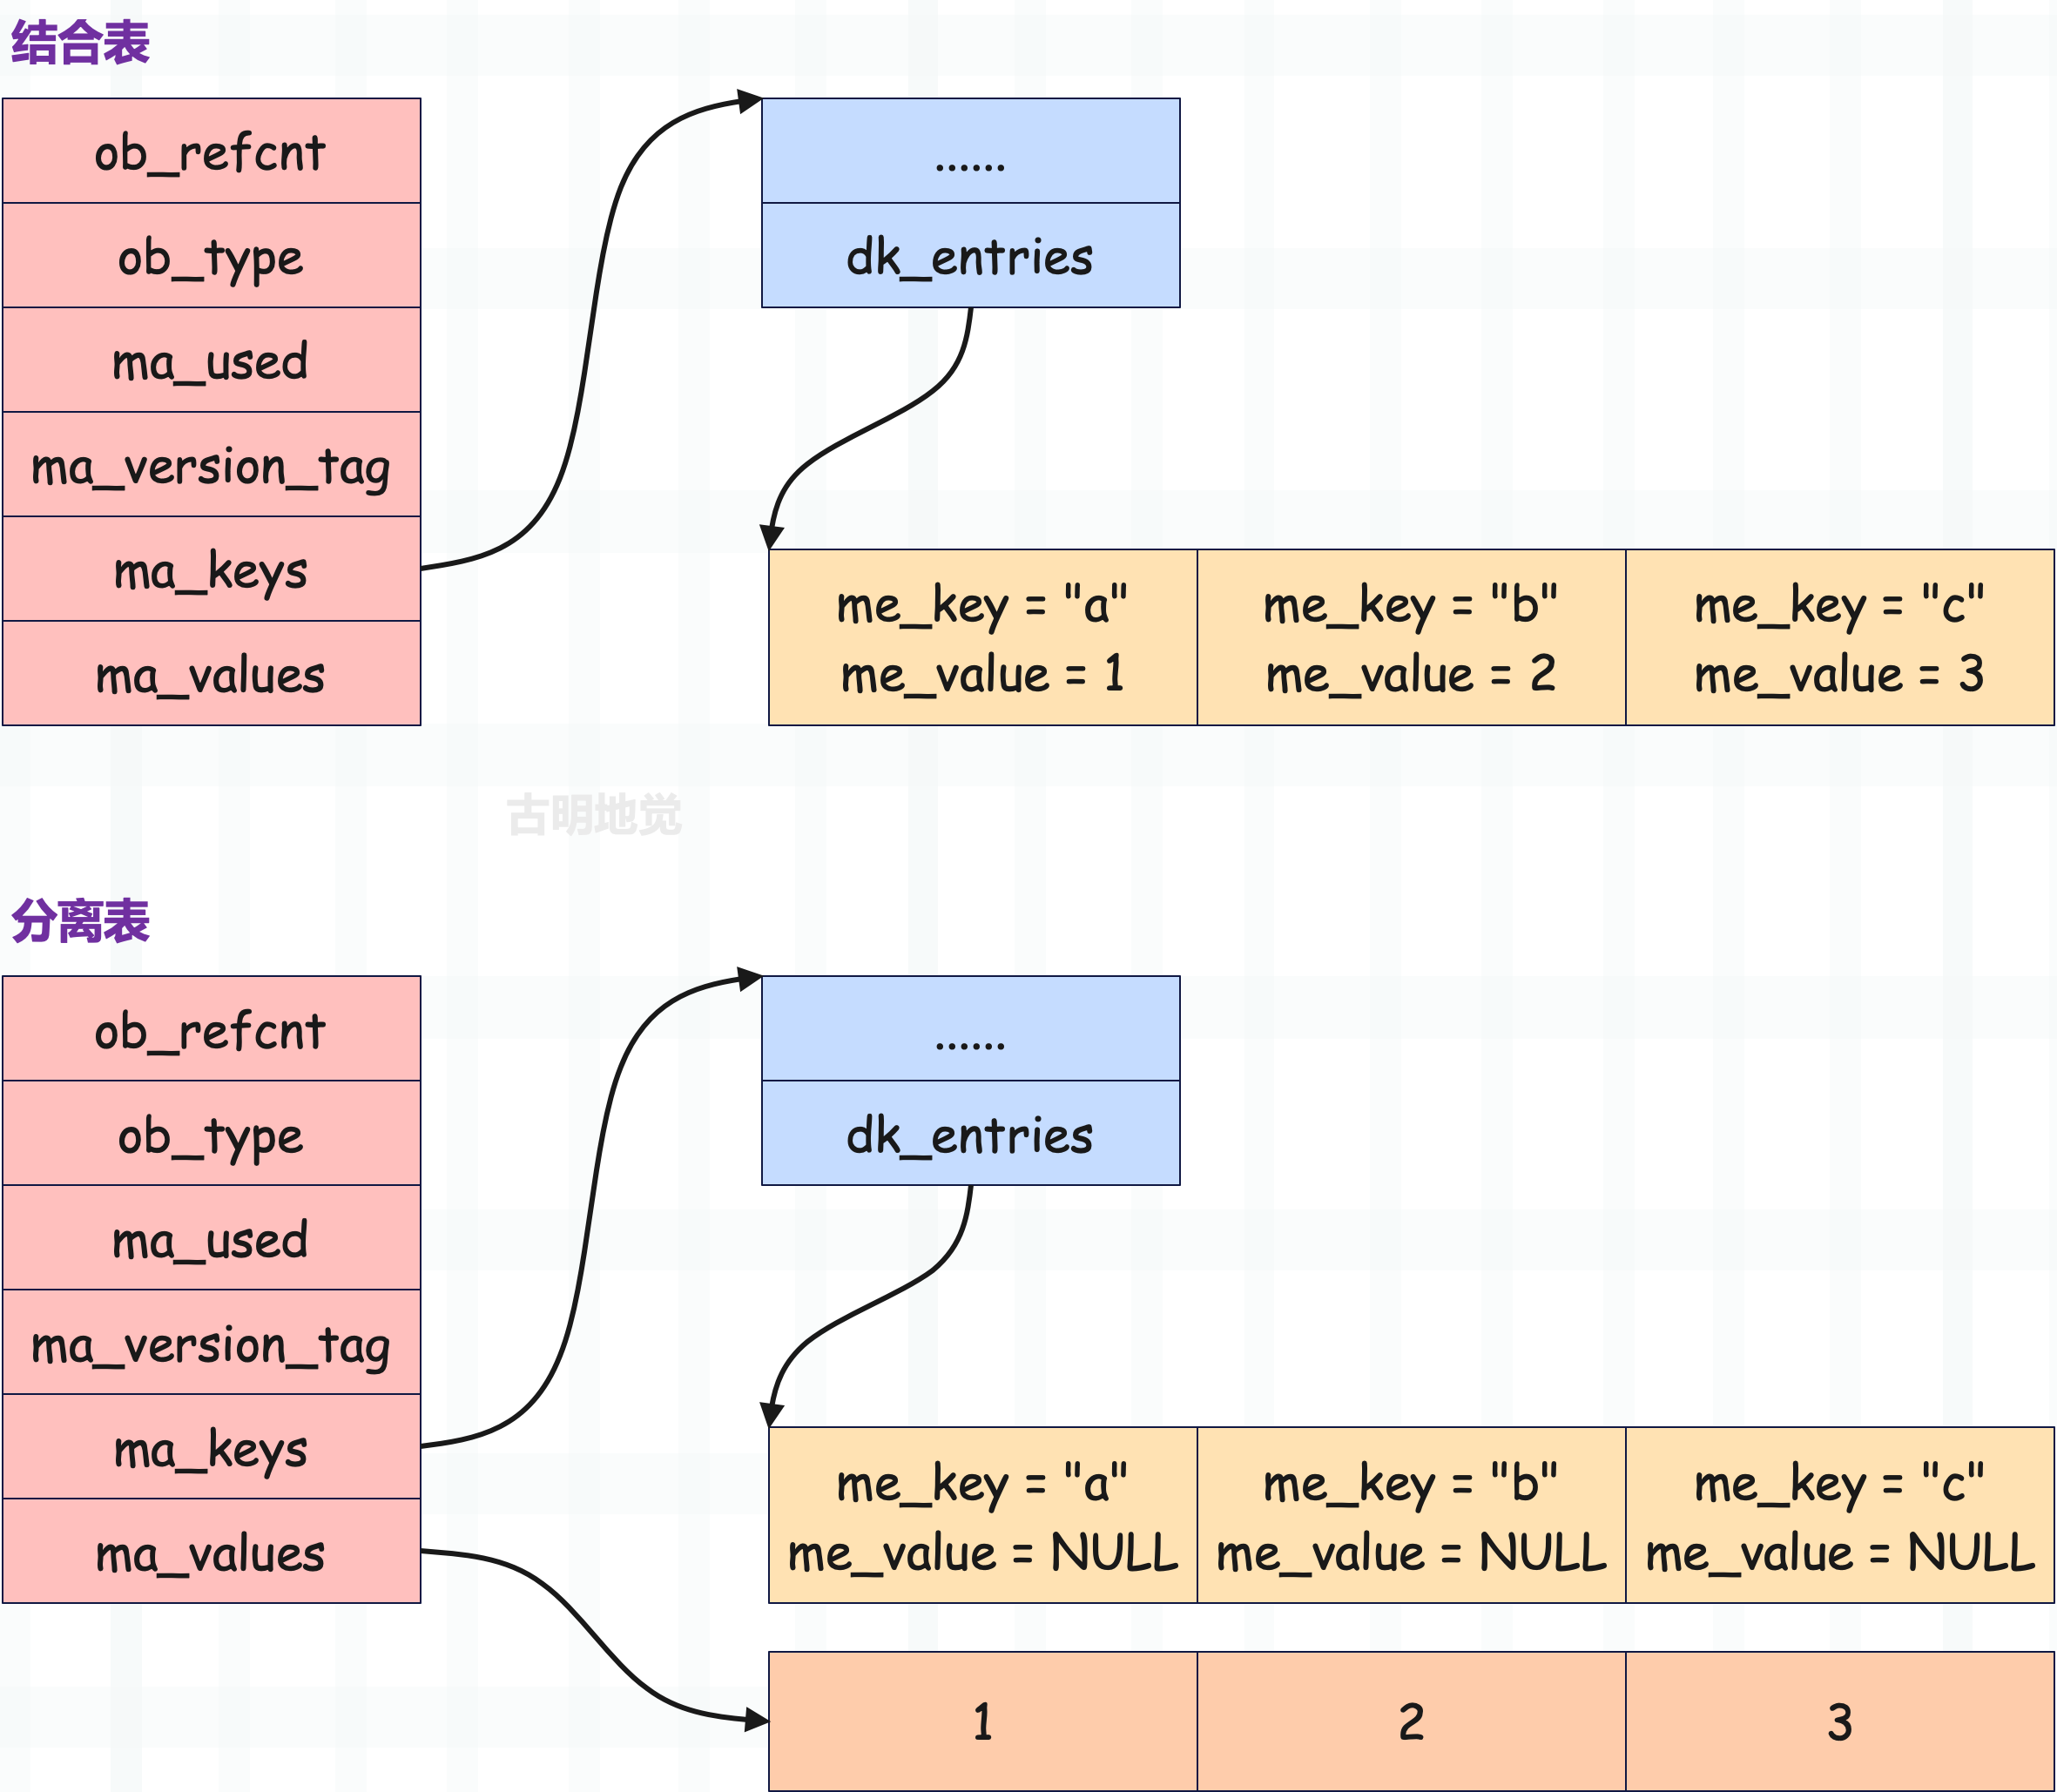 结合表
ob_refcnt
ob_type
ma_used
ma_version_tag
ma_keys
ma_values
......
dk_entries
me_key = "a"
me_value = 1
me_key = "b"
me_value = 2
me_key = "c"
me_value = 3
古明地觉
分离表
ob_refcnt
ob_type
ma_used
ma_version_tag
ma_keys
ma_values
......
dk_entries
me_key = "a"
me_value = NULL
me_key = "b"
me_value = NULL
me_key = "c"
me_value = NULL
1
2
3